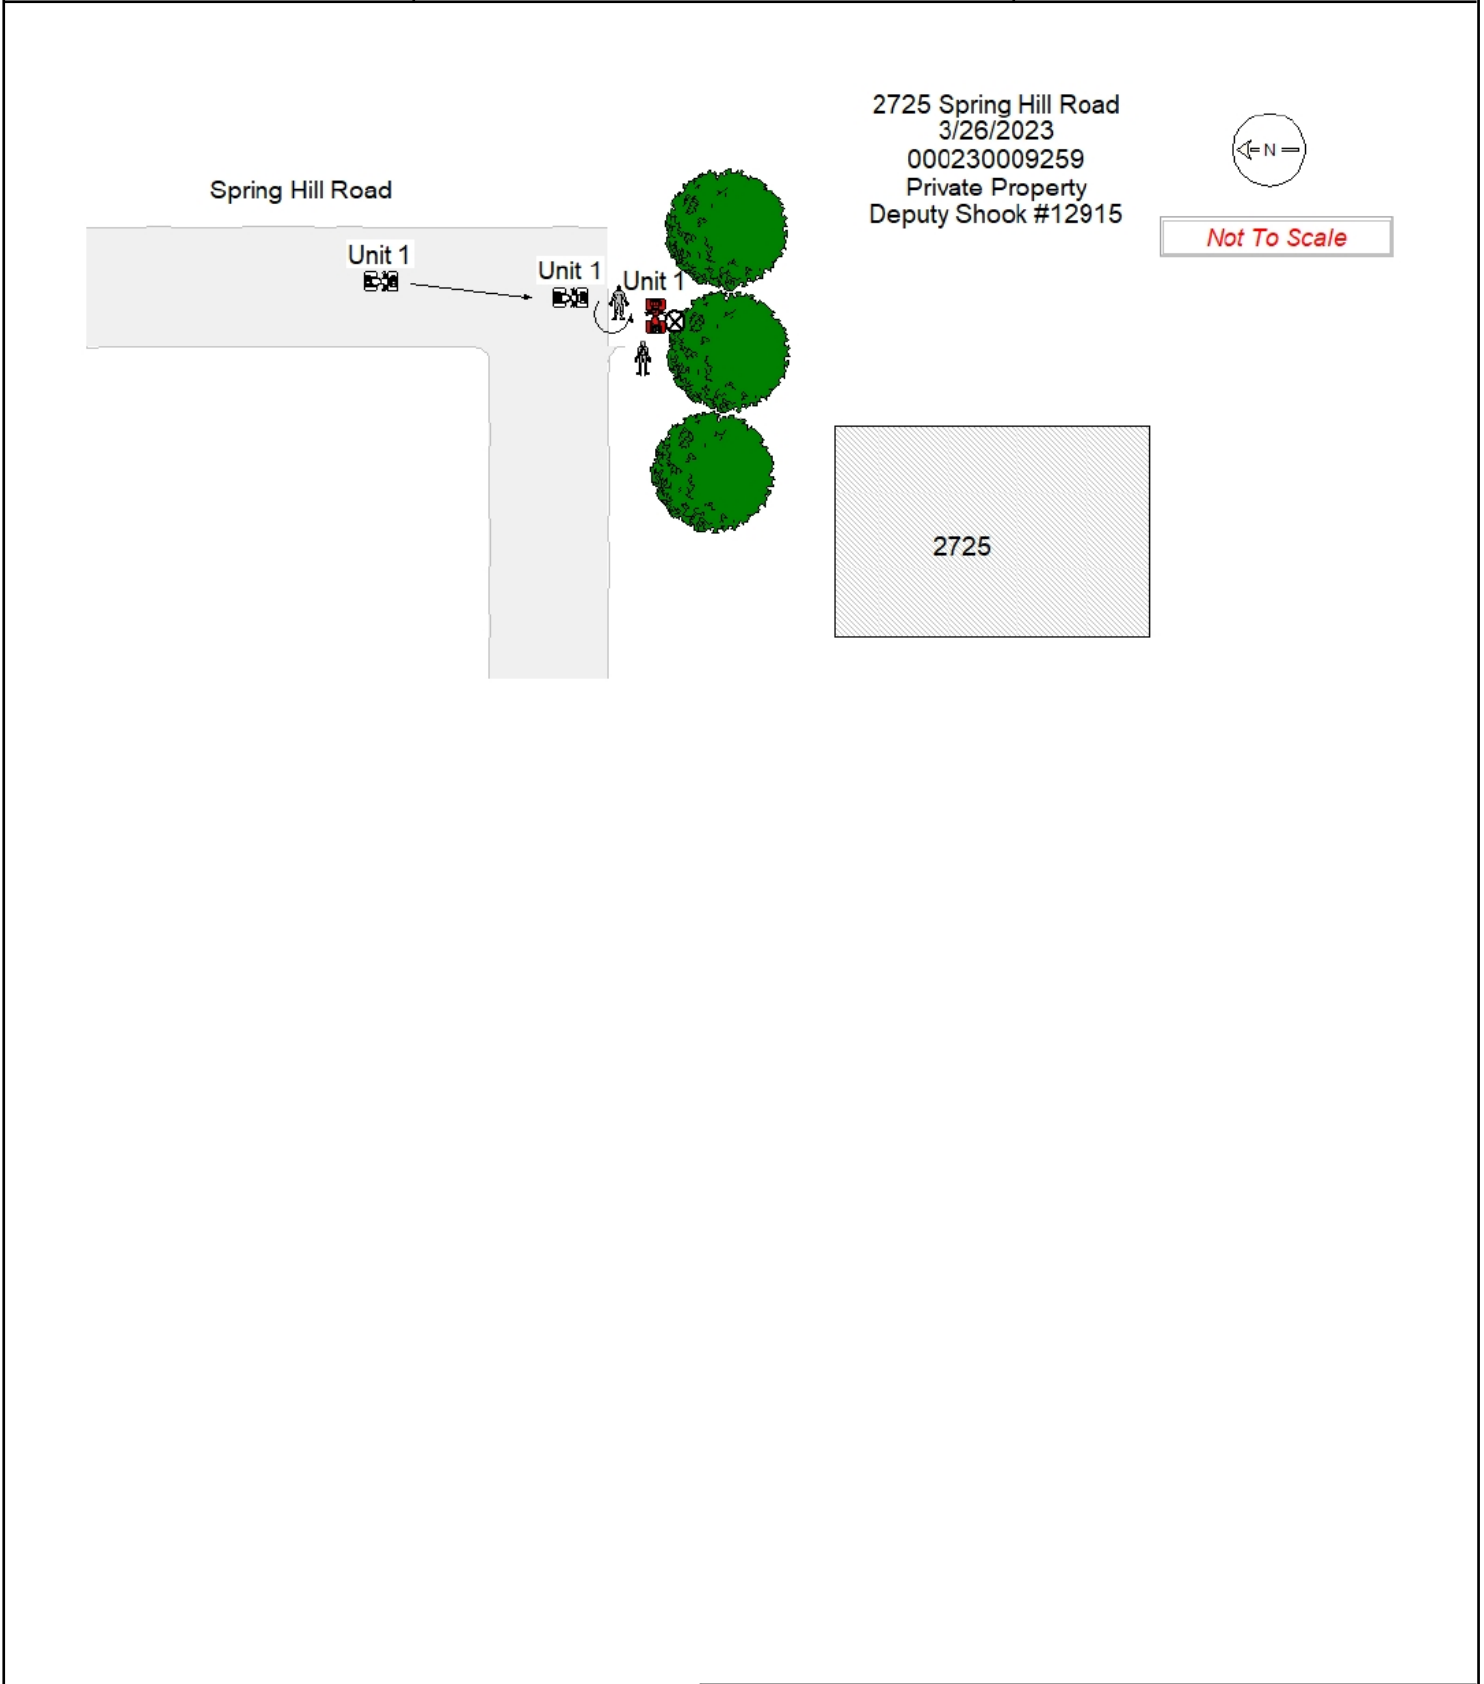 2725 Spring Hill Road
3/26/2023
000230009259
Private Property
Deputy Shook #12915
N
Not To Scale
Spring Hill Road
Unit 1
Unit 1
Unit 1
2725